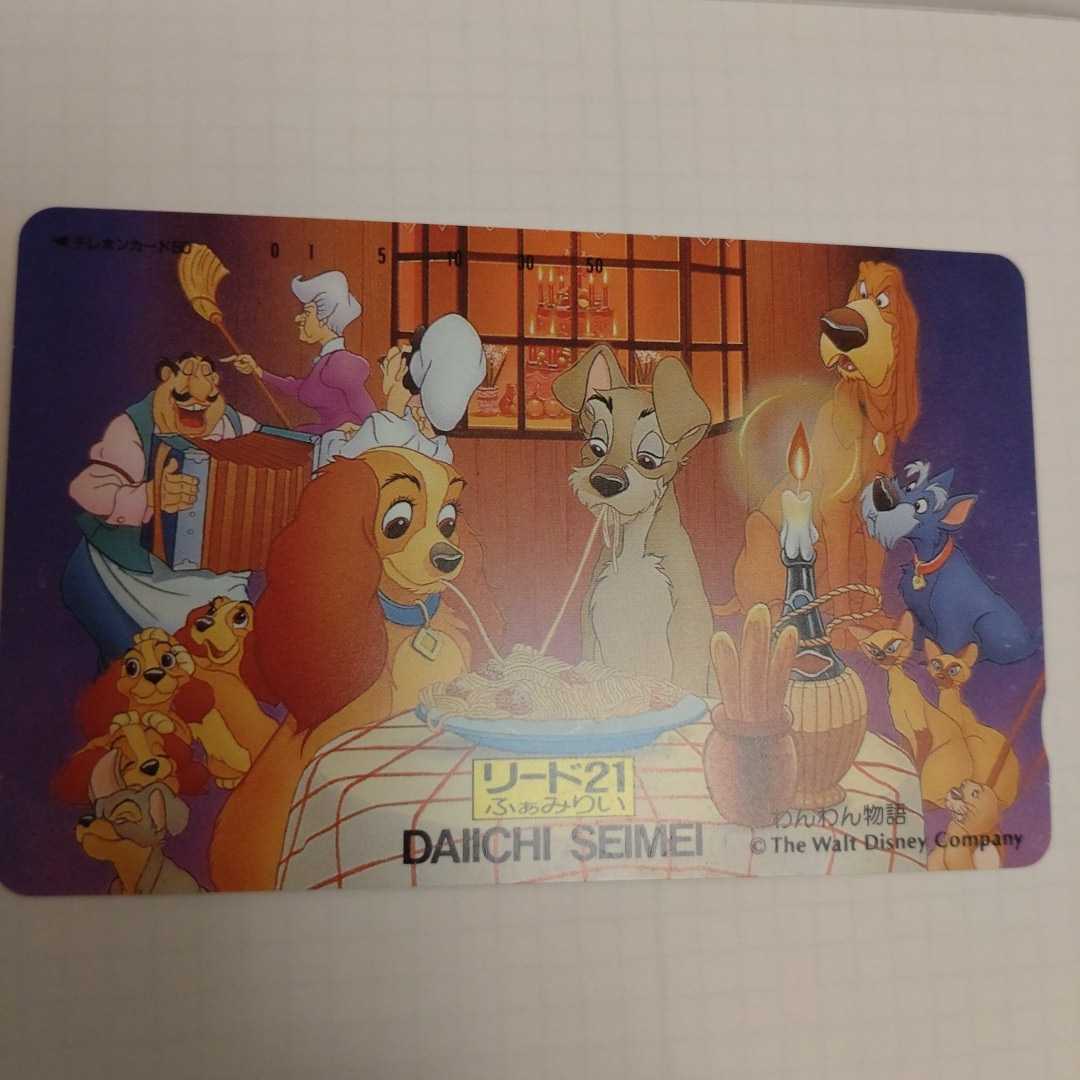 ◀テレホンカード50 0 1 5 10 30 50
リード21
ふぁみりい
DAIICHI SEIMEI
わんわん物語
© The Walt Disney Company